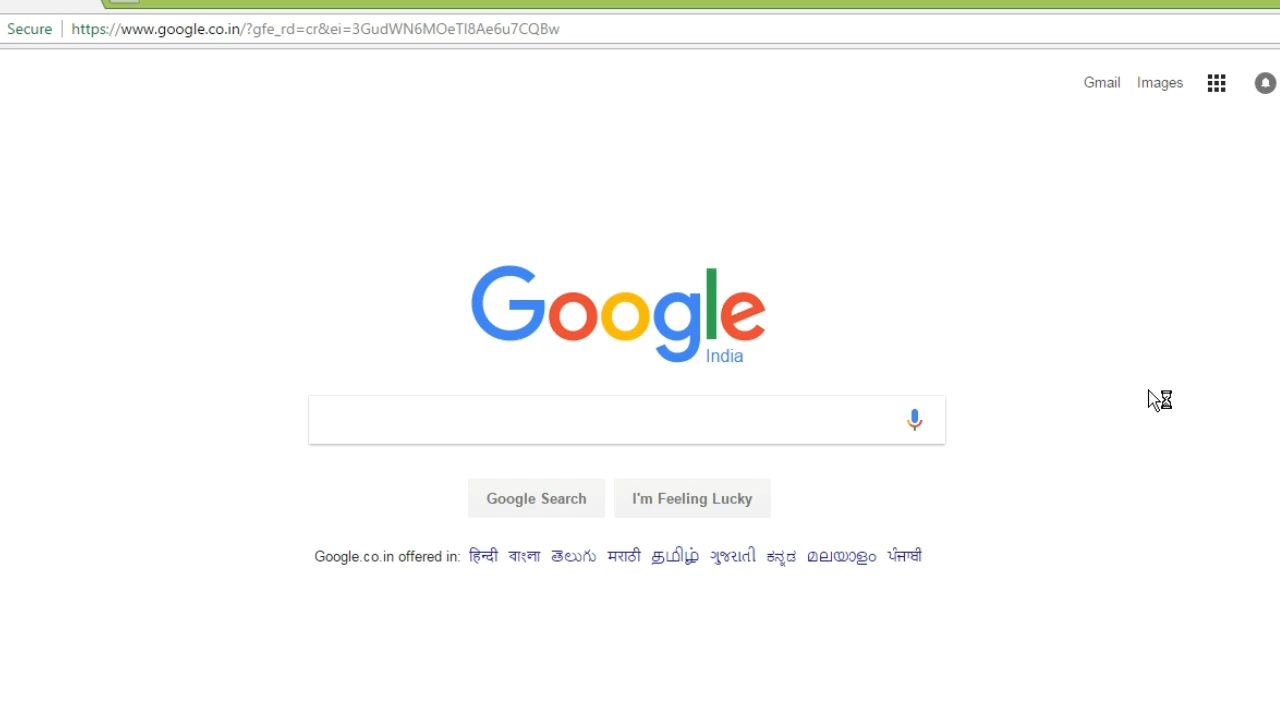 Secure | https://www.google.co.in/?gfe_rd=cr&ei=3GudWN6MOeTI8Ae6u7CQBw
Gmail Images
Google
India
Google Search I'm Feeling Lucky
Google.co.in offered in: हिन्दी বাংলা తెలుగు मराठी தமிழ் ગુજરાતી ಕನ್ನಡ മലയാളം ਪੰਜਾਬੀ